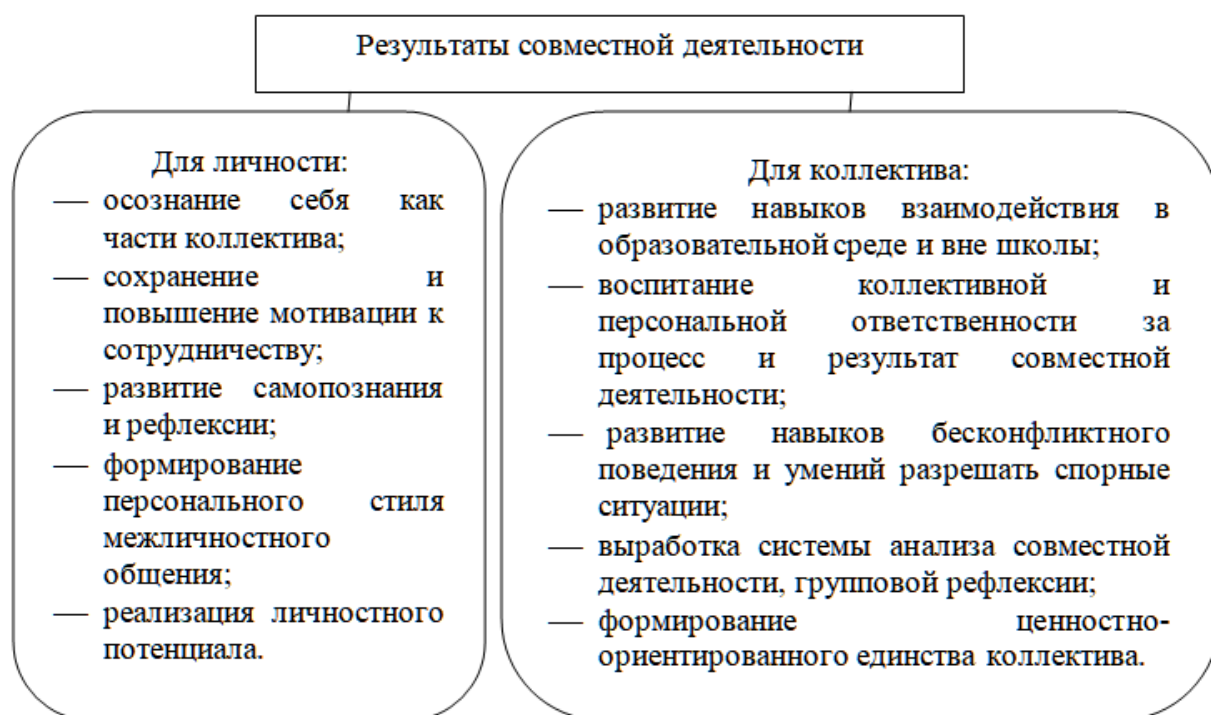 Результаты совместной деятельности
Для личности:
— осознание себя как
части коллектива;
— сохранение и
повышение мотивации к
сотрудничеству;
— развитие самопознания
и рефлексии;
— формирование
персонального стиля
межличностного
общения;
— реализация личностного
потенциала.
Для коллектива:
— развитие навыков взаимодействия в
образовательной среде и вне школы;
— воспитание коллективной и
персональной ответственности за
процесс и результат совместной
деятельности;
— развитие навыков бесконфликтного
поведения и умений разрешать спорные
ситуации;
— выработка системы анализа совместной
деятельности, групповой рефлексии;
— формирование ценностно-
ориентированного единства коллектива.